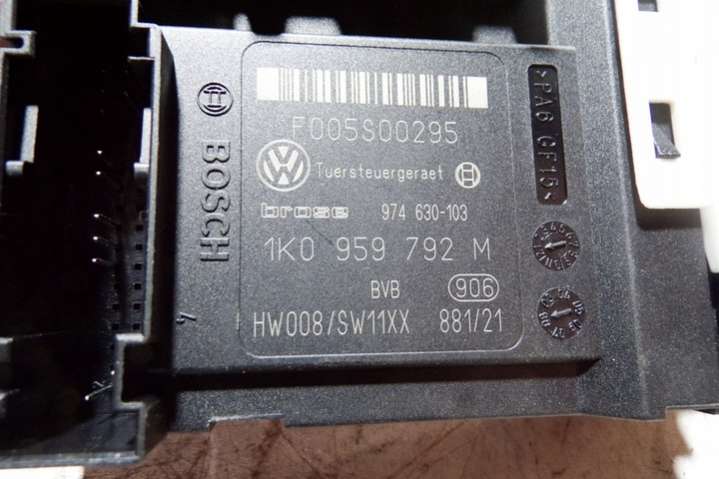 F005S00295
Tuersteuergeraet
brose 974 630-103
1K0 959 792 M
BVB 906
HW008/SW11XX 881/21
BOSCH
>PA6 GF15<